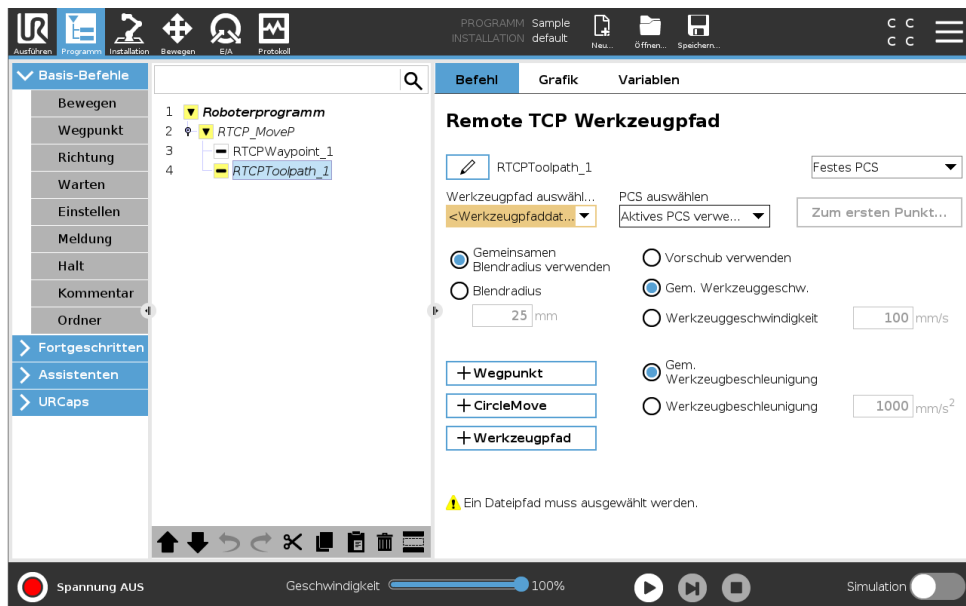 PROGRAMM Sample
INSTALLATION default
Ausführen Programm Installation Bewegen E/A Protokoll Neu... Öffnen... Speichern...
C C
C C
Basis-Befehle
Bewegen
Wegpunkt
Richtung
Warten
Einstellen
Meldung
Halt
Kommentar
Ordner
Fortgeschritten
Assistenten
URCaps
1 Roboterprogramm
2 RTCP_MoveP
3 RTCPWaypoint_1
4 RTCPToolpath_1
Befehl Grafik Variablen
Remote TCP Werkzeugpfad
RTCPToolpath_1 Festes PCS
Werkzeugpfad auswähl... PCS auswählen
<Werkzeugpfaddat... Aktives PCS verwe... Zum ersten Punkt...
Gemeinsamen
Blendradius verwenden
Blendradius
25 mm
Vorschub verwenden
Gem. Werkzeuggeschw.
Werkzeuggeschwindigkeit 100 mm/s
+ Wegpunkt
+ CircleMove
+ Werkzeugpfad
Gem.
Werkzeugbeschleunigung
Werkzeugbeschleunigung 1000 mm/s²
Ein Dateipfad muss ausgewählt werden.
Spannung AUS Geschwindigkeit 100% Simulation